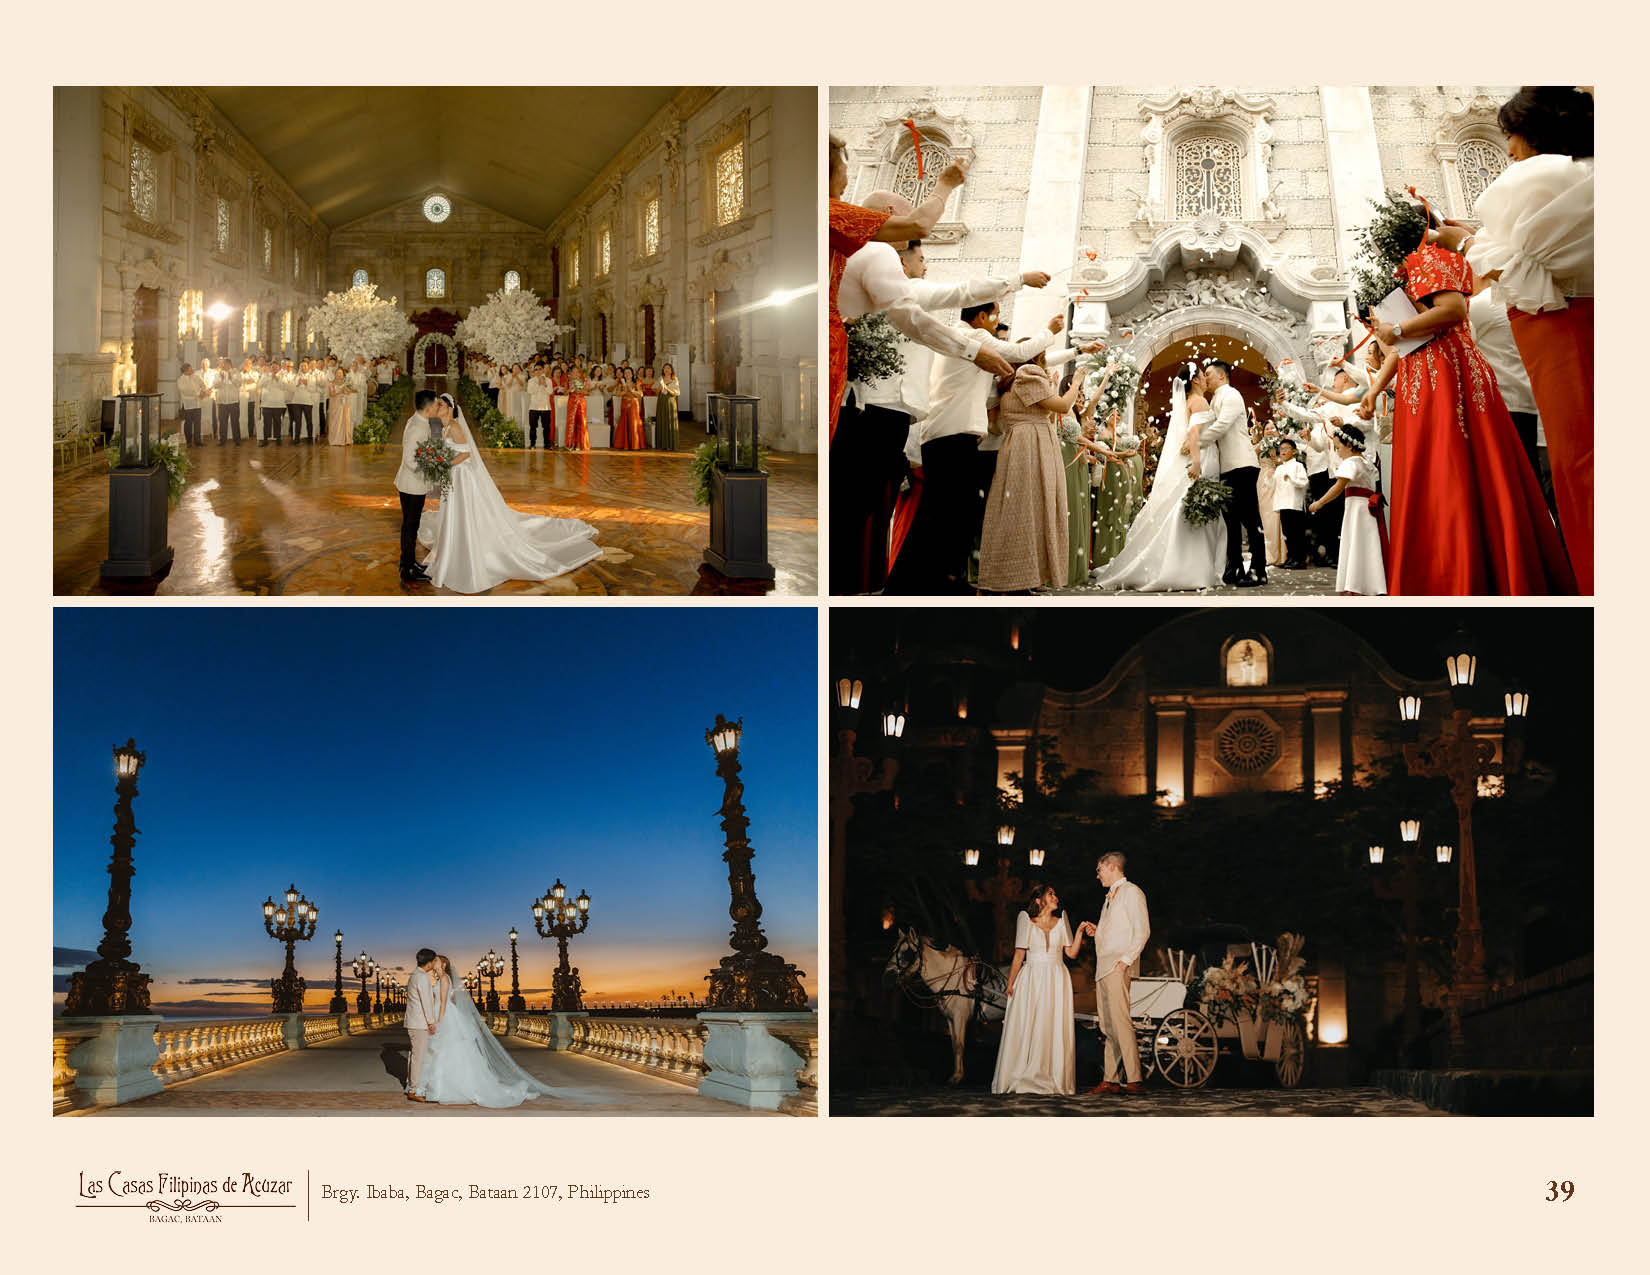 Las Casas Filipinas de Acuzar
BAGAC, BATAAN
Brgy. Ibaba, Bagac, Bataan 2107, Philippines
39